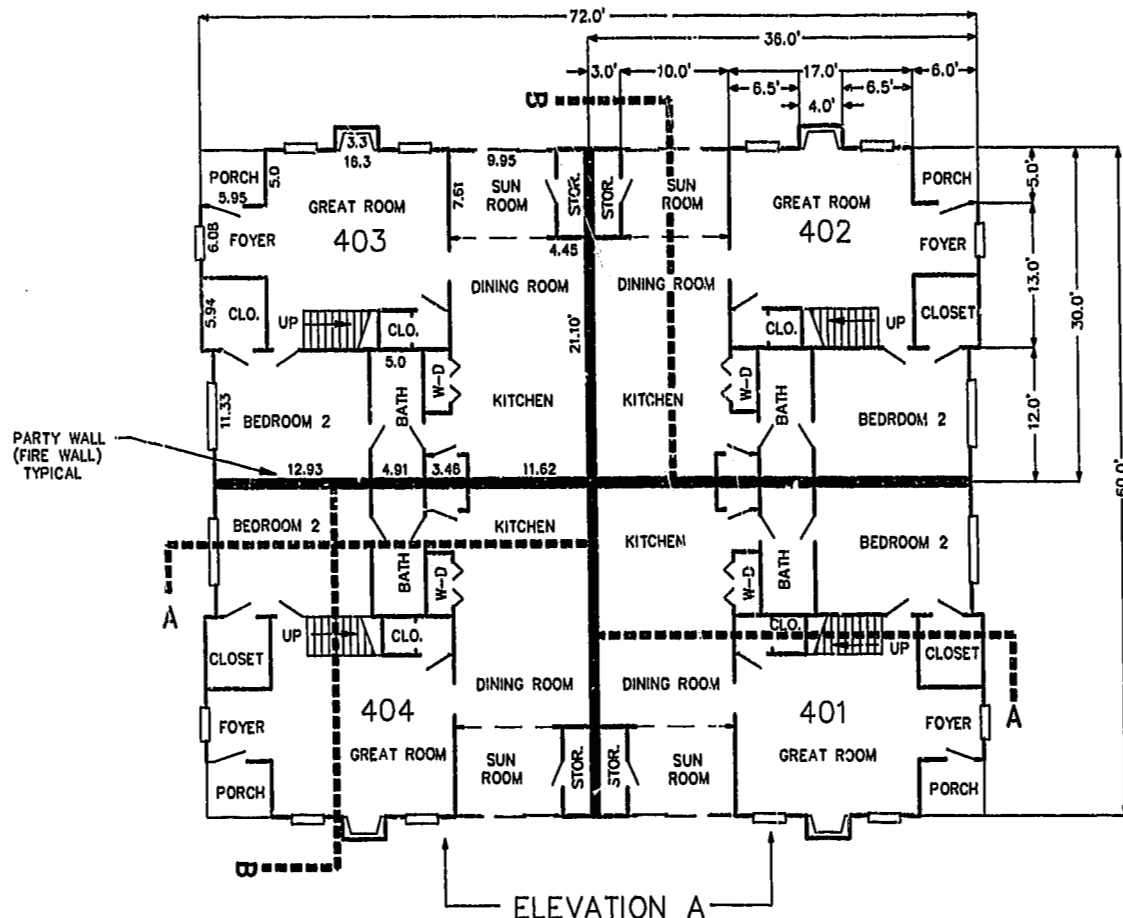 72.0'
36.0'
3.0' 10.0' 17.0' 6.0'
6.5' 6.5'
4.0'
B
3.3
16.3
9.95
PORCH
5.0
5.95
7.61
SUN
ROOM
STOR.
STOR.
SUN
ROOM
PORCH
5.0'
GREAT ROOM
403
GREAT ROOM
402
6.08
FOYER
FOYER
4.45
DINING ROOM
DINING ROOM
13.0'
30.0'
5.94
CLO.
UP
CLO.
21.10'
CLO.
UP
CLOSET
5.0
W-D
W-D
BATH
BATH
KITCHEN
KITCHEN
11.33
BEDROOM 2
BEDROOM 2
12.0'
PARTY WALL
(FIRE WALL)
TYPICAL
12.93 4.91 3.46 11.62
60.0'
BEDROOM 2
KITCHEN
KITCHEN
BEDROOM 2
BATH
W-D
W-D
BATH
A
UP
CLO.
CLO.
UP
CLOSET
CLOSET
DINING ROOM
DINING ROOM
A
404
401
FOYER
FOYER
GREAT ROOM
GREAT ROOM
SUN
ROOM
STOR.
STOR.
SUN
ROOM
PORCH
PORCH
B
ELEVATION A